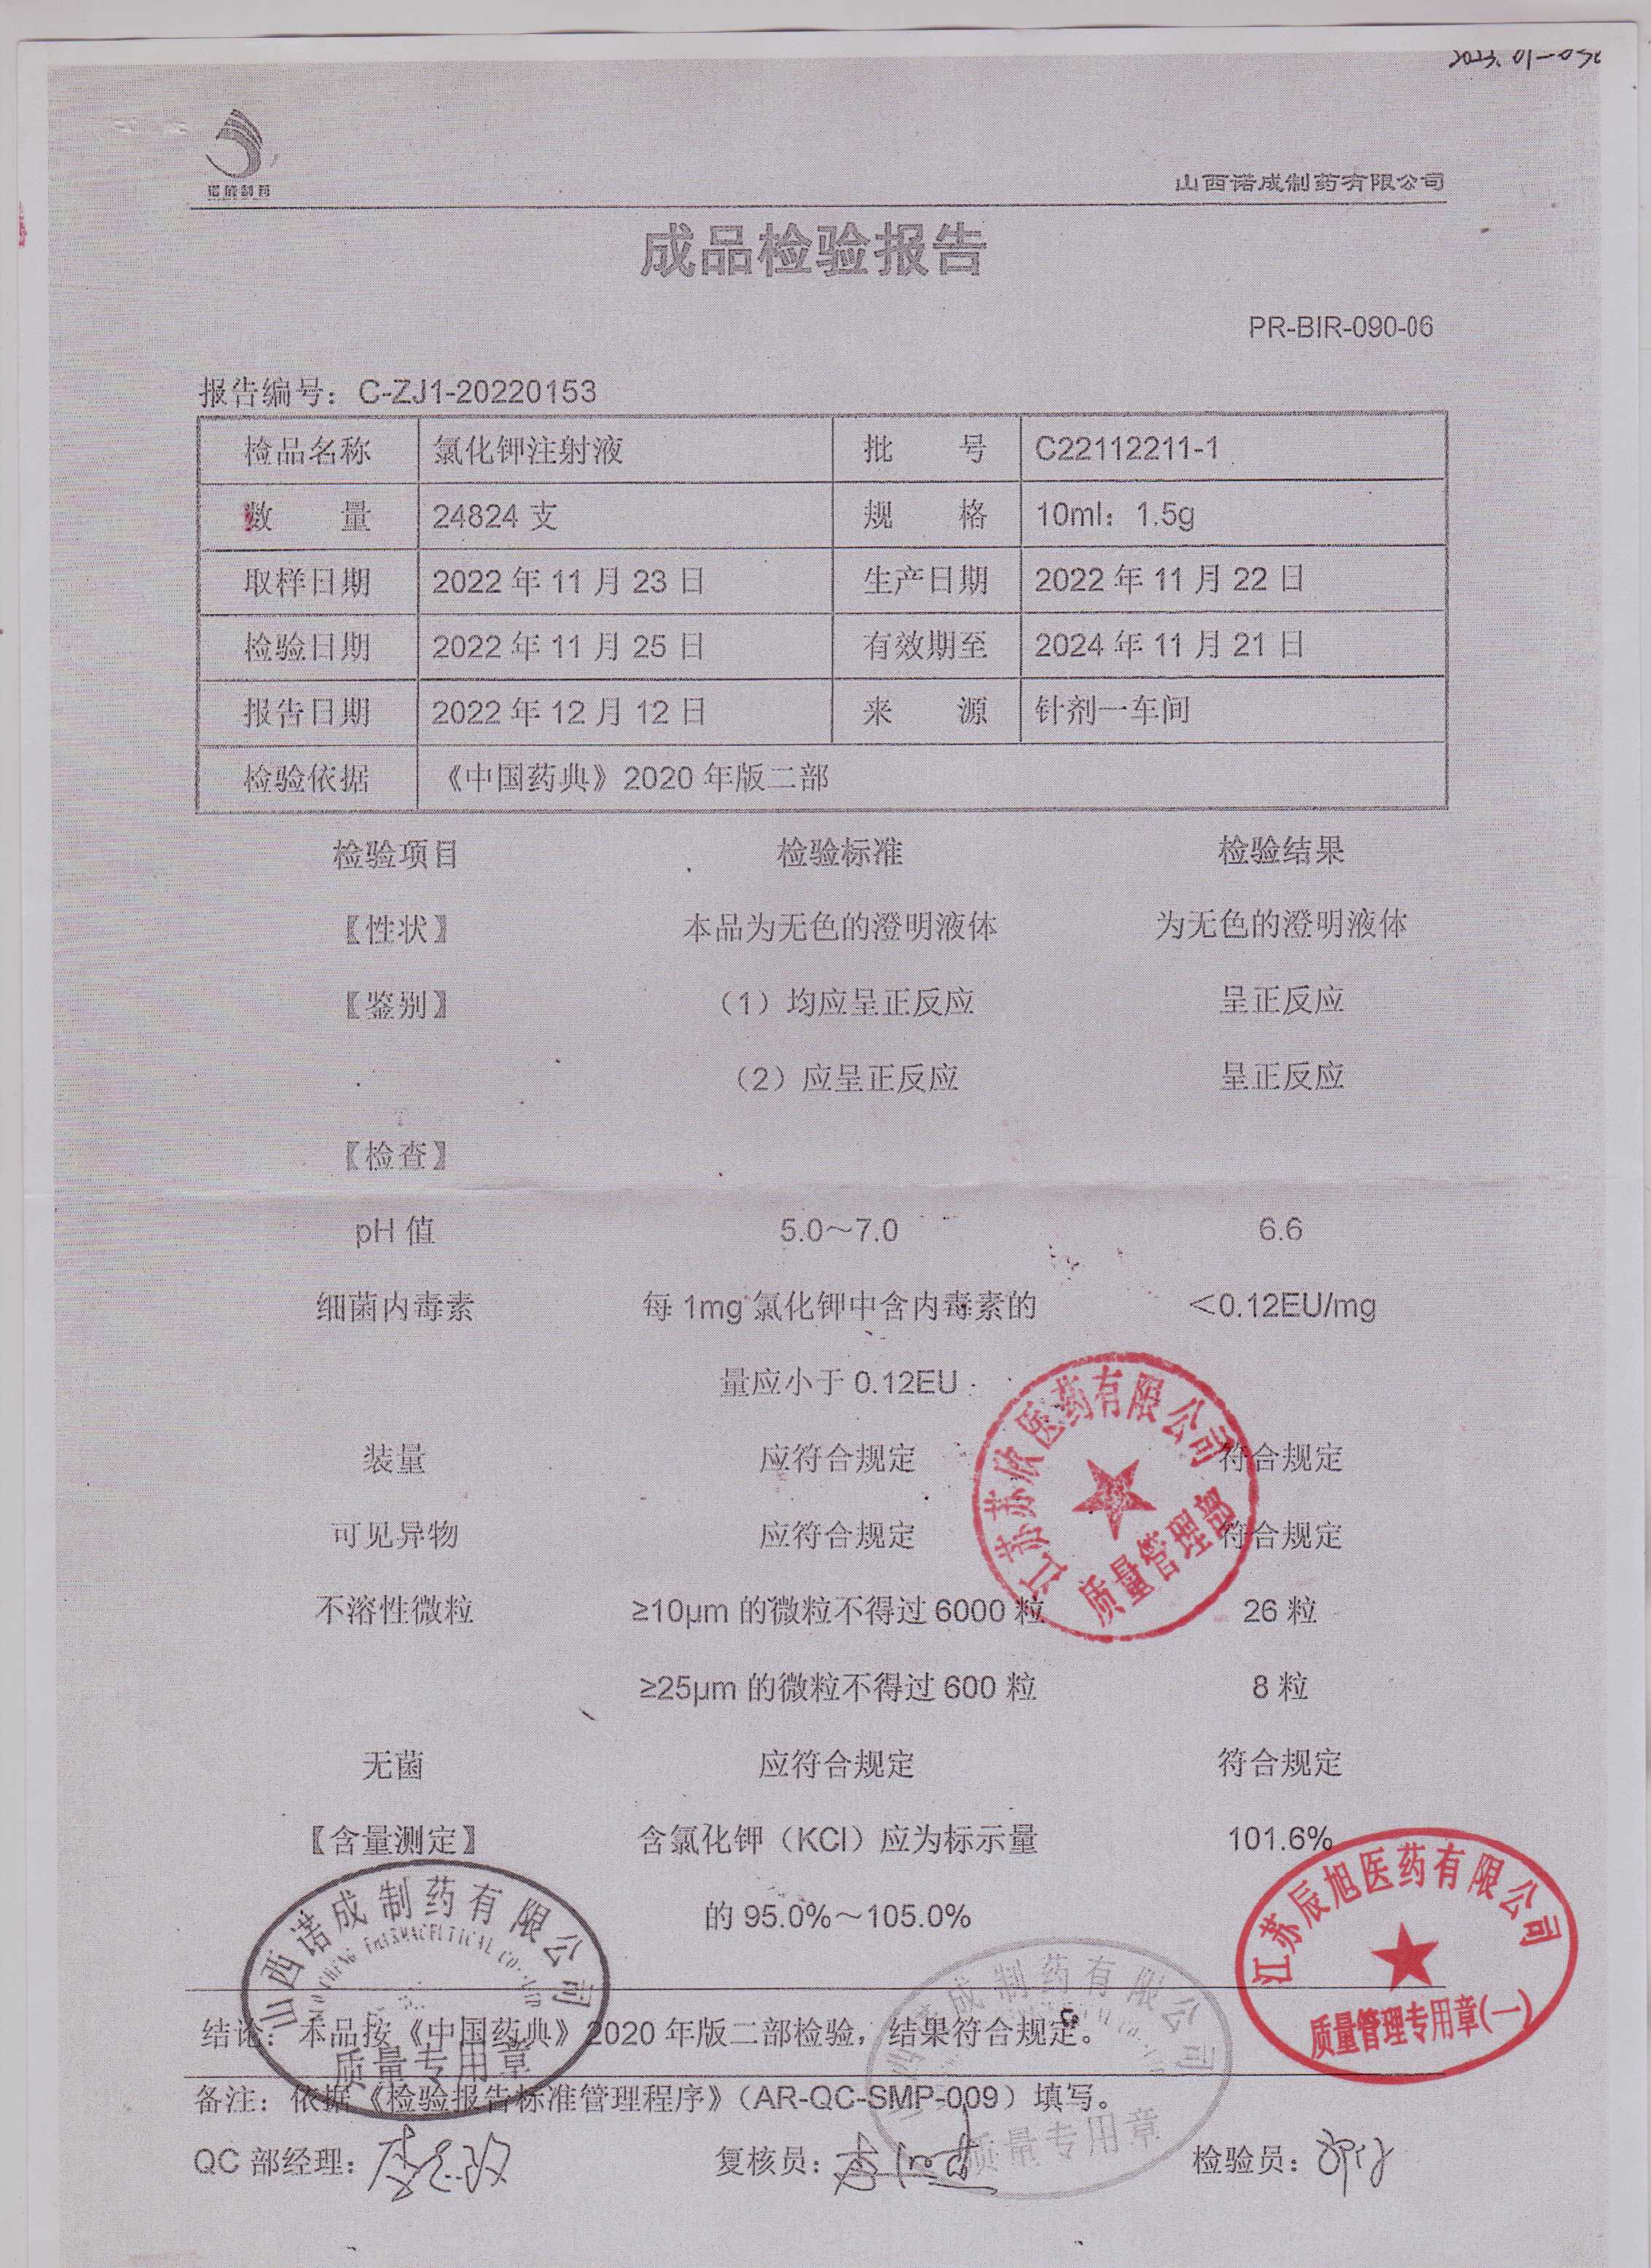 2023.01-03
诺成制药
山西诺成制药有限公司
成品检验报告
PR-BIR-090-06
报告编号：C-ZJ1-20220153
检品名称 氯化钾注射液 批 号 C22112211-1
数 量 24824 支 规 格 10ml：1.5g
取样日期 2022 年 11 月 23 日 生产日期 2022 年 11 月 22 日
检验日期 2022 年 11 月 25 日 有效期至 2024 年 11 月 21 日
报告日期 2022 年 12 月 12 日 来 源 针剂一车间
检验依据 《中国药典》2020 年版二部
检验项目 检验标准 检验结果
〖性状〗 本品为无色的澄明液体 为无色的澄明液体
〖鉴别〗 （1）均应呈正反应 呈正反应
（2）应呈正反应 呈正反应
〖检查〗
pH 值 5.0～7.0 6.6
细菌内毒素 每 1mg 氯化钾中含内毒素的 ＜0.12EU/mg
量应小于 0.12EU
装量 应符合规定 符合规定
可见异物 应符合规定 符合规定
不溶性微粒 ≥10μm 的微粒不得过 6000 粒 26 粒
≥25μm 的微粒不得过 600 粒 8 粒
无菌 应符合规定 符合规定
〖含量测定〗 含氯化钾（KCl）应为标示量 101.6%
的 95.0%～105.0%
江苏苏欣医药有限公司
质量管理部
江苏辰旭医药有限公司
质量管理专用章(一)
山西诺成制药有限公司
质量专用章
结论：本品按《中国药典》2020 年版二部检验，结果符合规定。
备注：依据《检验报告标准管理程序》（AR-QC-SMP-009）填写。
成制药有限公司
质量专用章
QC 部经理： 复核员： 检验员：